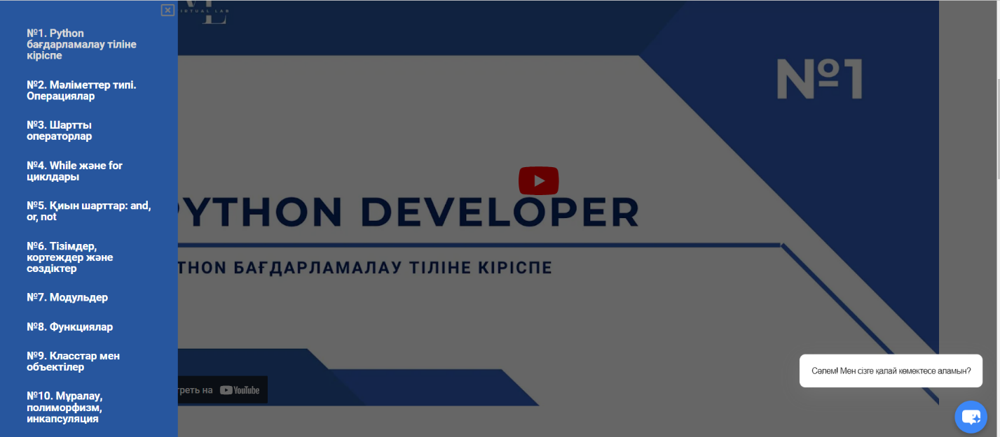 IRTUAL LAB
№1. Python
бағдарламалау тіліне
кіріспе
№2. Мәліметтер типі.
Операциялар
№3. Шартты
операторлар
№4. While және for
циклдары
№5. Қиын шарттар: and,
or, not
№6. Тізімдер,
кортеждер және
сөздіктер
№7. Модульдер
№8. Функциялар
№9. Класстар мен
объектілер
№10. Мұралау,
полиморфизм,
инкапсуляция
№1
PYTHON DEVELOPER
THON БАҒДАРЛАМАЛАУ ТІЛІНЕ КІРІСПЕ
треть на YouTube
Сәлем! Мен сізге қалай көмектесе аламын?